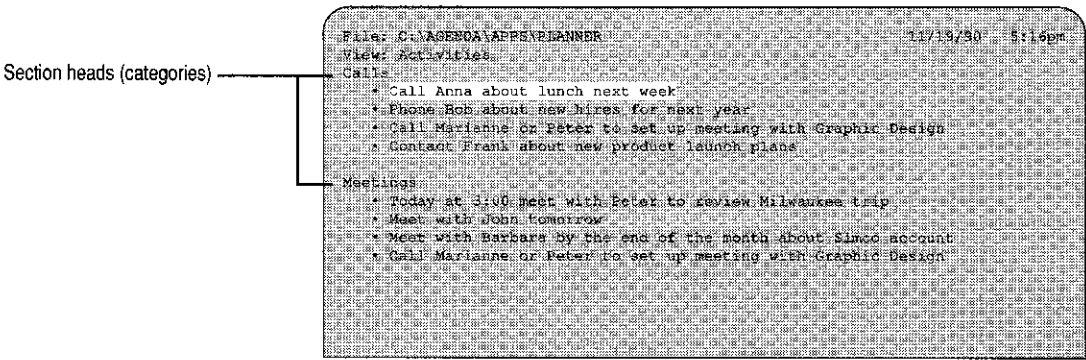 File: C:\AGENDA\APPS\PLANNER 11/19/90 5:16pm
View: Activities
Section heads (categories)
Calls
• Call Anna about lunch next week
• Phone Rob about new hires for next year
• Call Marianne or Peter to set up meeting with Graphic Design
• Contact Frank about new product launch plans
Meetings
• Today at 3:00 meet with Peter to review Milwaukee trip
• Meet with John tomorrow
• Meet with Barbara by the end of the month about Simco account
• Call Marianne or Peter to set up meeting with Graphic Design